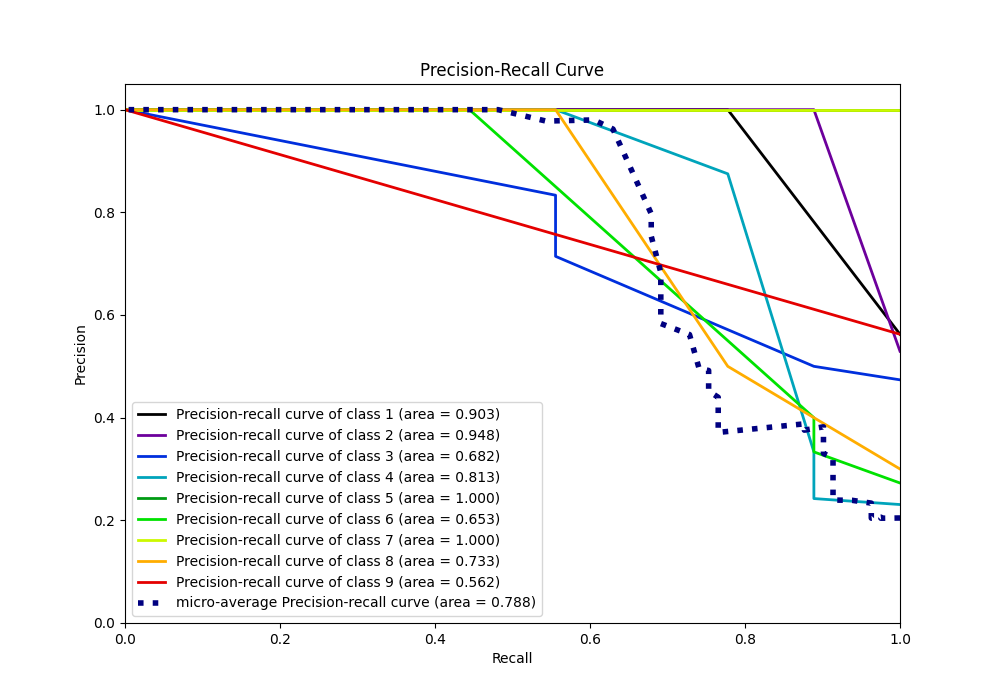 Precision-Recall Curve
Precision
1.0
0.8
0.6
0.4
0.2
0.0
Precision-recall curve of class 1 (area = 0.903)
Precision-recall curve of class 2 (area = 0.948)
Precision-recall curve of class 3 (area = 0.682)
Precision-recall curve of class 4 (area = 0.813)
Precision-recall curve of class 5 (area = 1.000)
Precision-recall curve of class 6 (area = 0.653)
Precision-recall curve of class 7 (area = 1.000)
Precision-recall curve of class 8 (area = 0.733)
Precision-recall curve of class 9 (area = 0.562)
micro-average Precision-recall curve (area = 0.788)
0.0 0.2 0.4 0.6 0.8 1.0
Recall